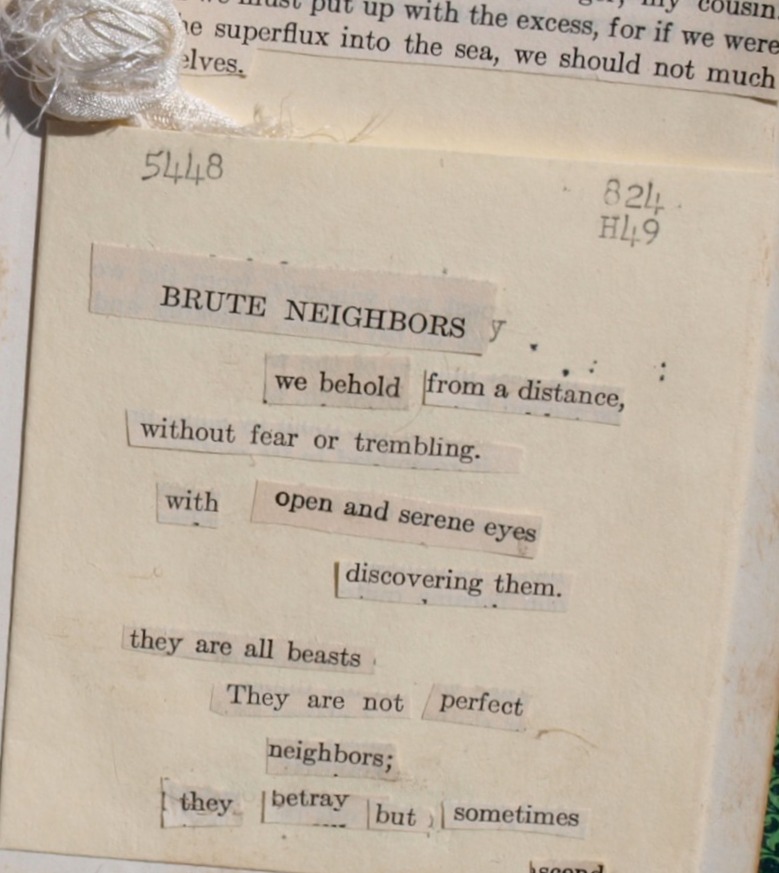 must put up with the excess, for if we were
superflux into the sea, we should not much
elves.
5448
824
H49
BRUTE NEIGHBORS y
we behold from a distance,
without fear or trembling.
with open and serene eyes
discovering them.
they are all beasts
They are not perfect
neighbors;
they betray but sometimes